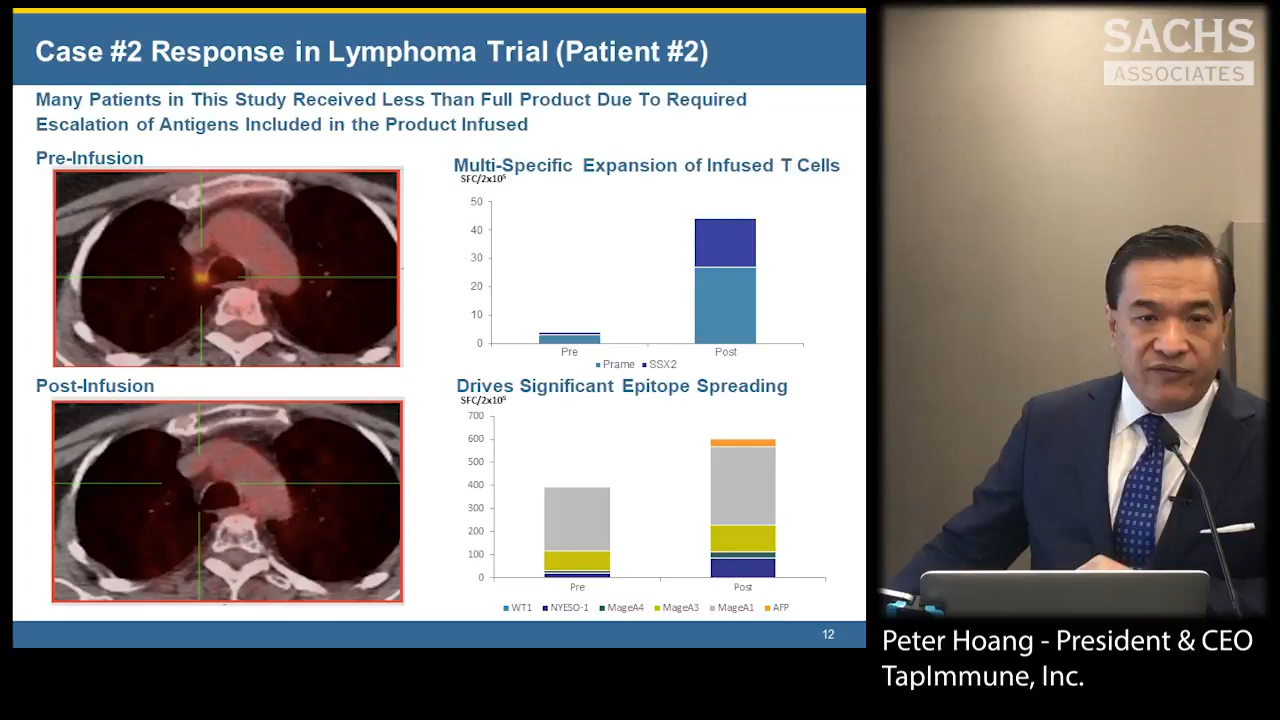 Case #2 Response in Lymphoma Trial (Patient #2)
Many Patients in This Study Received Less Than Full Product Due To Required
Escalation of Antigens Included in the Product Infused
Pre-Infusion
Multi-Specific Expansion of Infused T Cells
SFC/2x10⁵
50
40
30
20
10
0
Pre
Post
Prame
SSX2
Post-Infusion
Drives Significant Epitope Spreading
SFC/2x10⁵
700
600
500
400
300
200
100
0
Pre
Post
WT1
NYESO-1
MageA4
MageA3
MageA1
AFP
12
SACHS
ASSOCIATES
Peter Hoang - President & CEO
TapImmune, Inc.